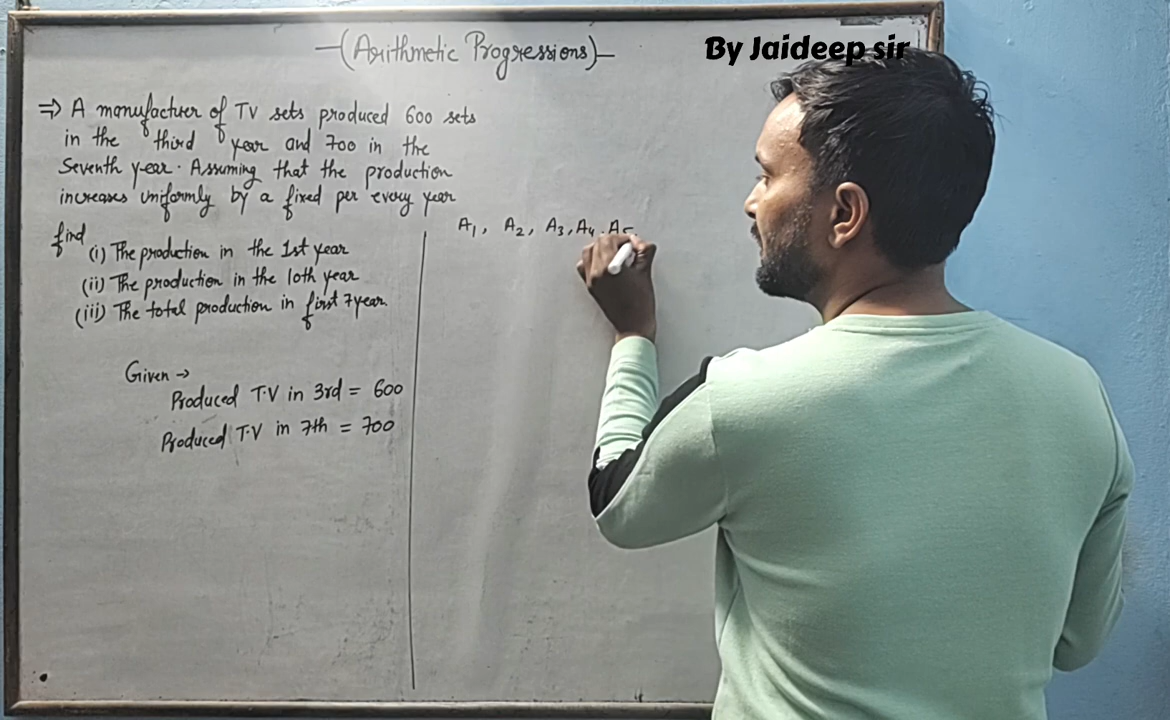 (Arithmetic Progressions)
By Jaideep sir
⇒ A manufacturer of TV sets produced 600 sets
in the third year and 700 in the
Seventh year. Assuming that the production
increases uniformly by a fixed per every year
find
(i) The production in the 1st year
(ii) The production in the 10th year
(iii) The total production in first 7year.
Given →
Produced T.V in 3rd = 600
Produced T.V in 7th = 700
A1, A2, A3, A4, A5